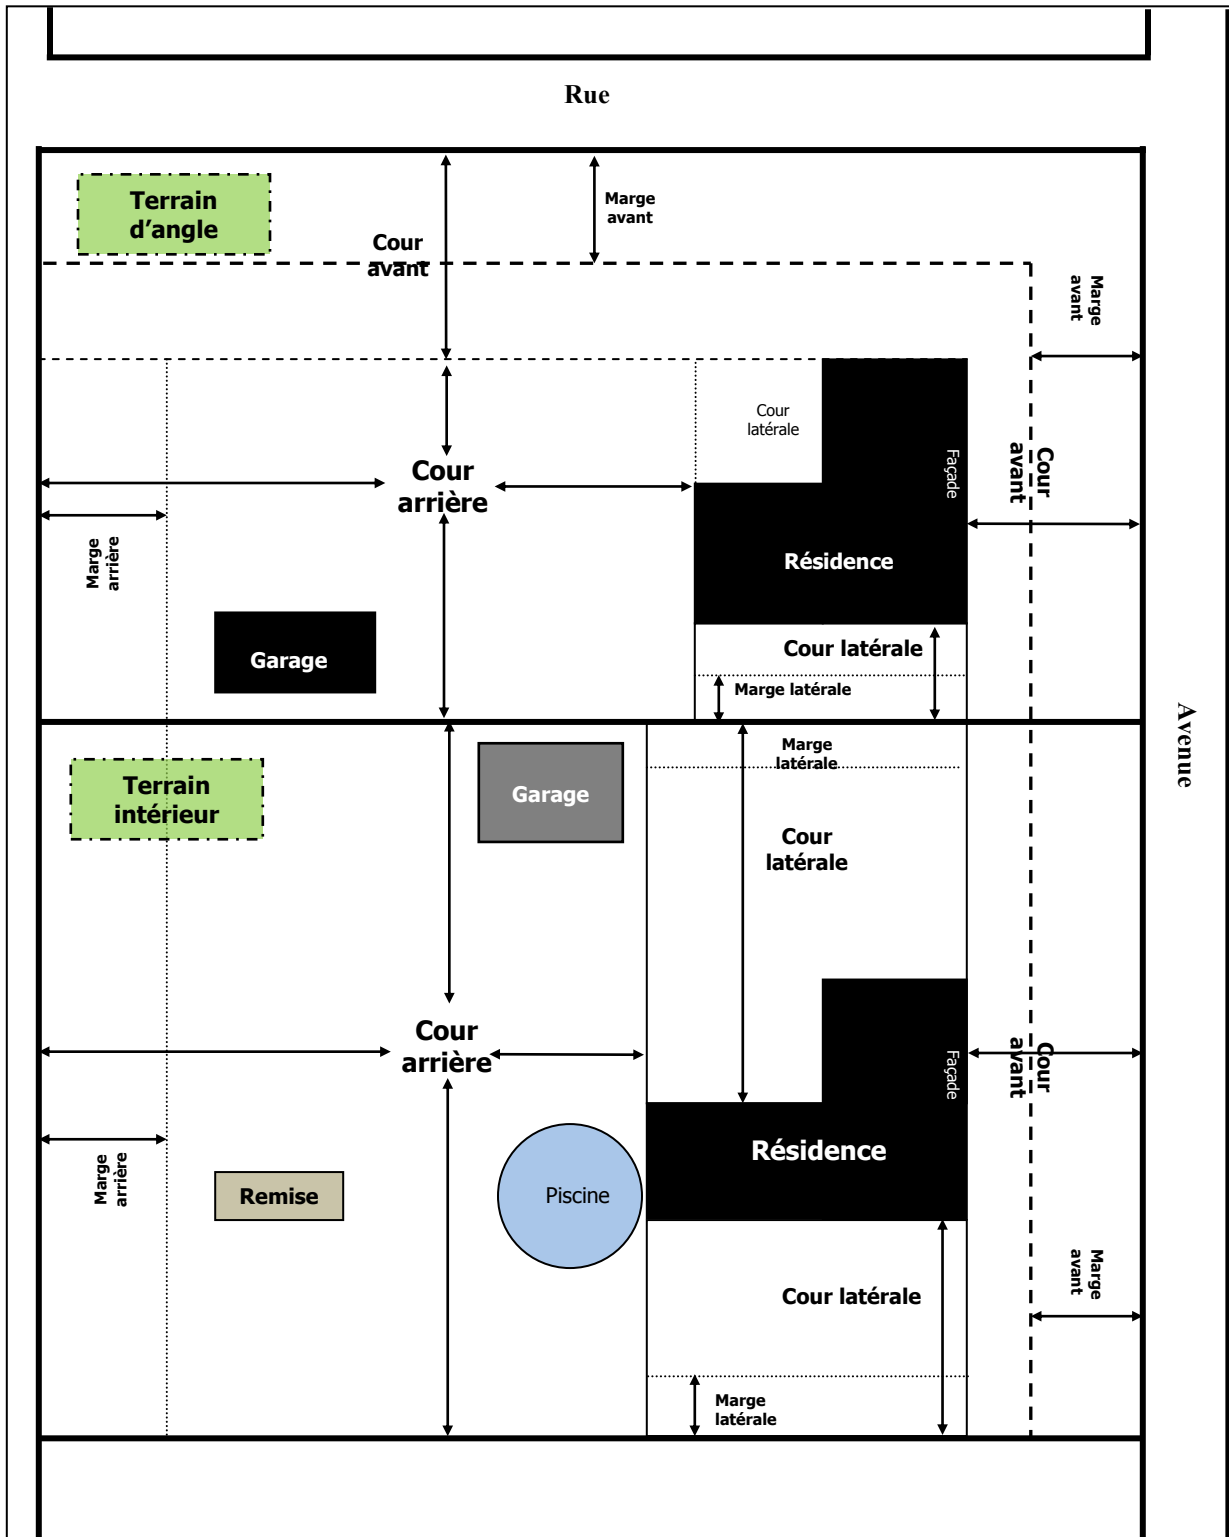 Rue
Terrain
d'angle
Marge
avant
Cour
avant
Marge
avant
Cour
latérale
Cour
arrière
Façade
Cour
avant
Marge
arrière
Résidence
Garage
Cour latérale
Marge latérale
Avenue
Marge
latérale
Terrain
intérieur
Garage
Cour
latérale
Cour
arrière
Façade
Cour
avant
Résidence
Marge
arrière
Remise
Piscine
Marge
avant
Cour latérale
Marge
latérale